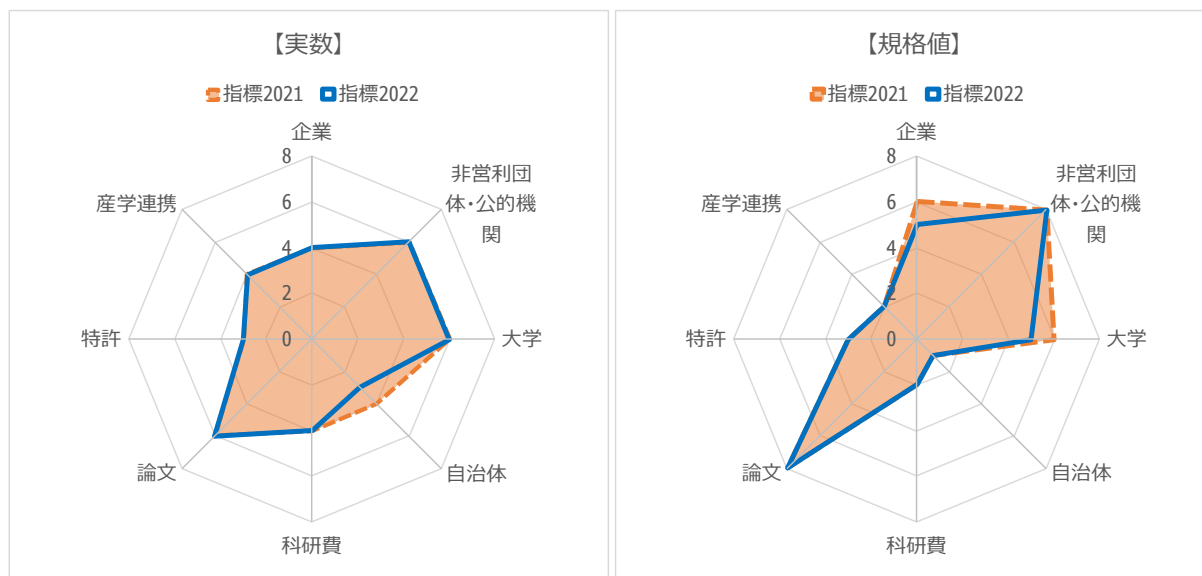 【実数】
指標2021 指標2022
企業
8
非営利団
体・公的機
関
6
4
2
0
産学連携
特許
大学
論文
自治体
科研費
【規格値】
指標2021 指標2022
企業
8
非営利団
体・公的機
関
6
4
2
0
産学連携
特許
大学
論文
自治体
科研費